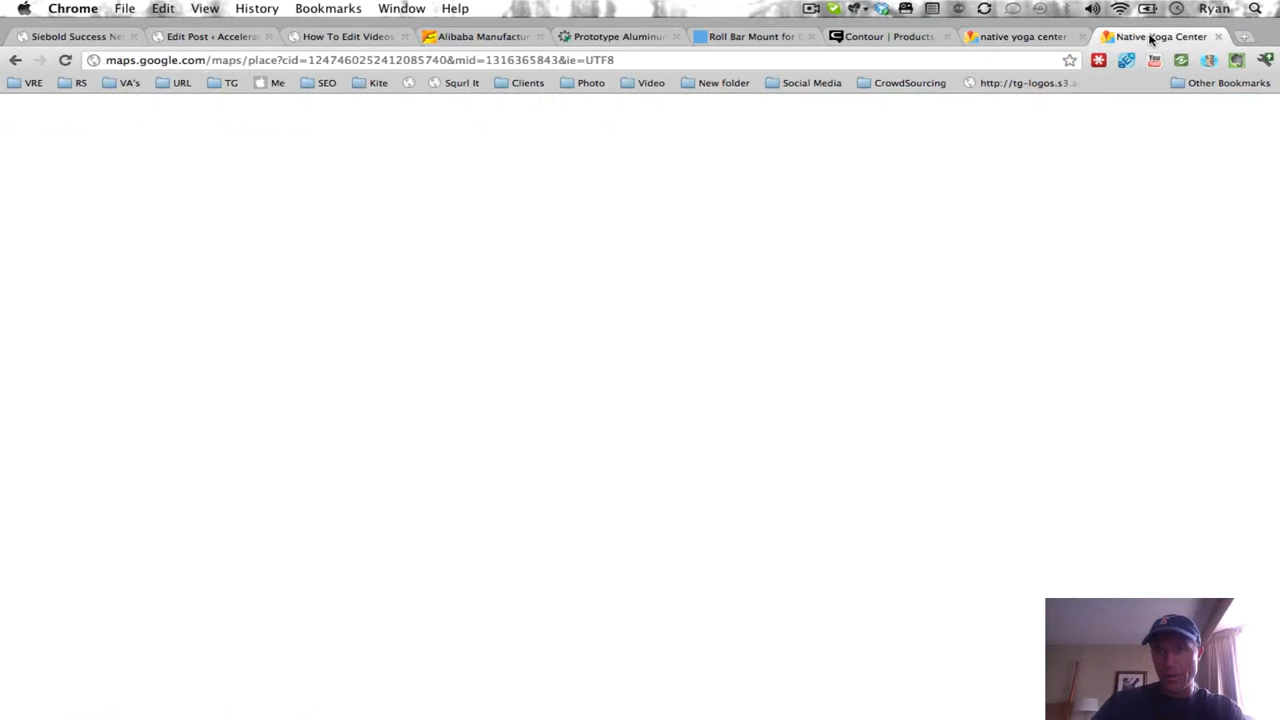 Chrome File Edit View History Bookmarks Window Help Ryan
Siebold Success Ne Edit Post ‹ Acceler How To Edit Videos Alibaba Manufactur Prototype Aluminu Roll Bar Mount for Contour | Products native yoga center Native Yoga Center
maps.google.com/maps/place?cid=1247460252412085740&mid=1316365843&ie=UTF8
VRE RS VA's URL TG Me SEO Kite Squrl It Clients Photo Video New folder Social Media CrowdSourcing http://tg-logos.s3.a Other Bookmarks